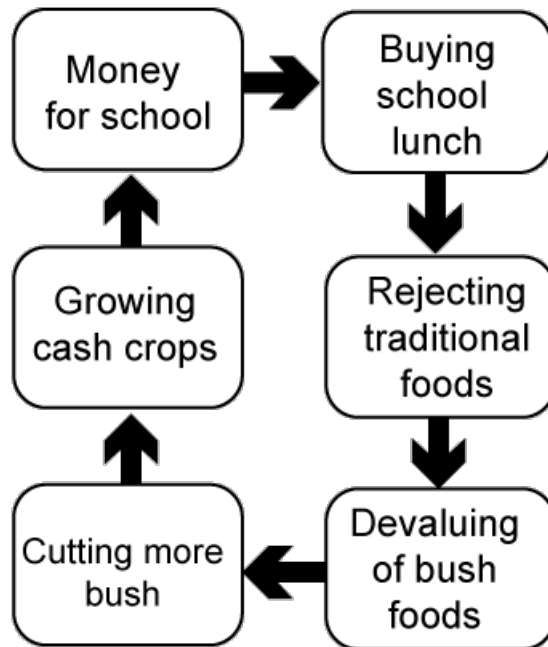 Money
for school
Buying
school
lunch
Rejecting
traditional
foods
Devaluing
of bush
foods
Cutting more
bush
Growing
cash crops